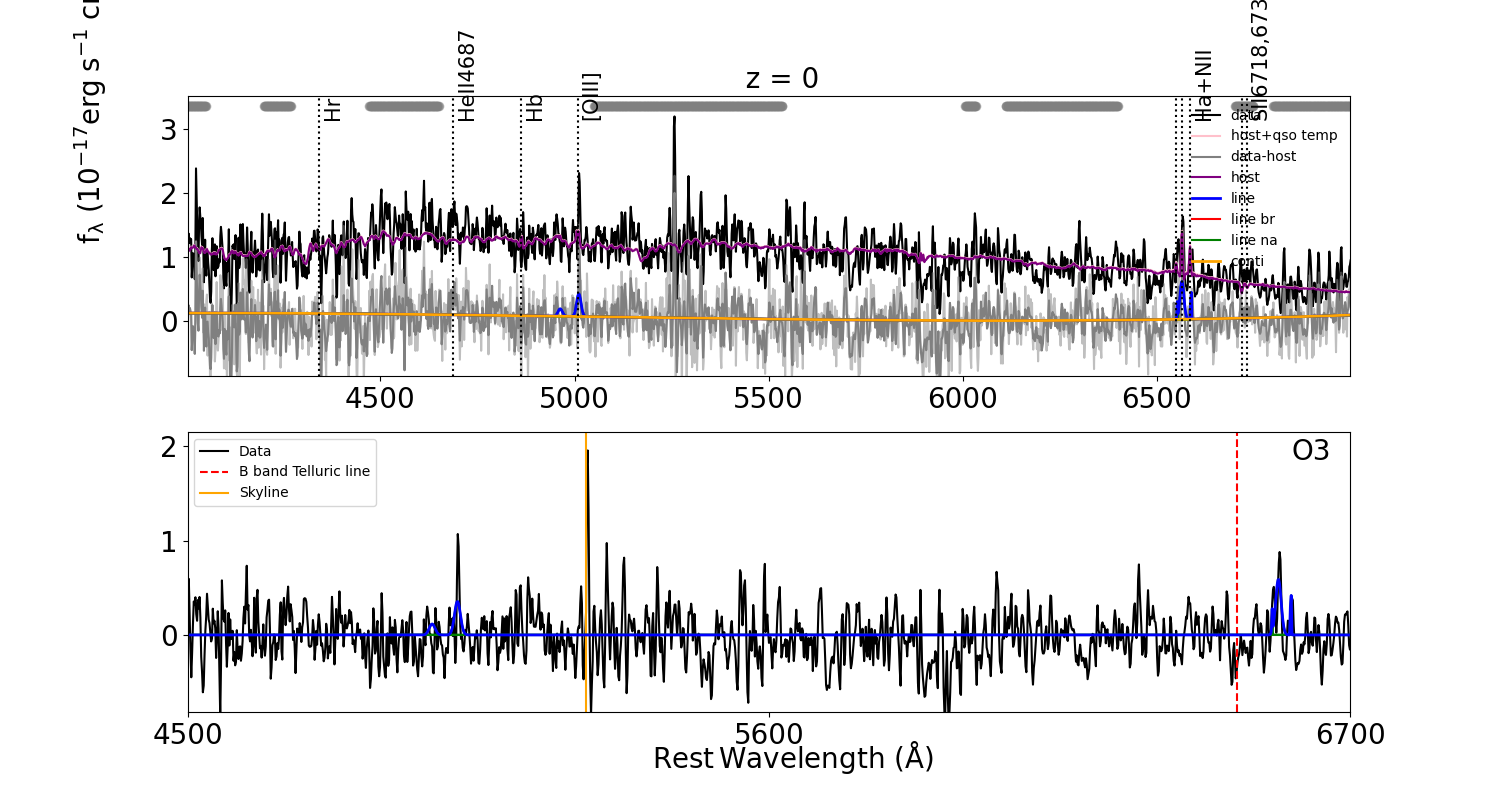 z = 0
Hr
HeII4687
Hb
[OIII]
Ha+NII
SII6718,673
f_λ (10^−17 erg s^−1 c
3
2
1
0
data
host+qso temp
data-host
host
line
line br
line na
conti
4500 5000 5500 6000 6500
2
1
0
Data
B band Telluric line
Skyline
O3
4500 5600 6700
Rest Wavelength (Å)